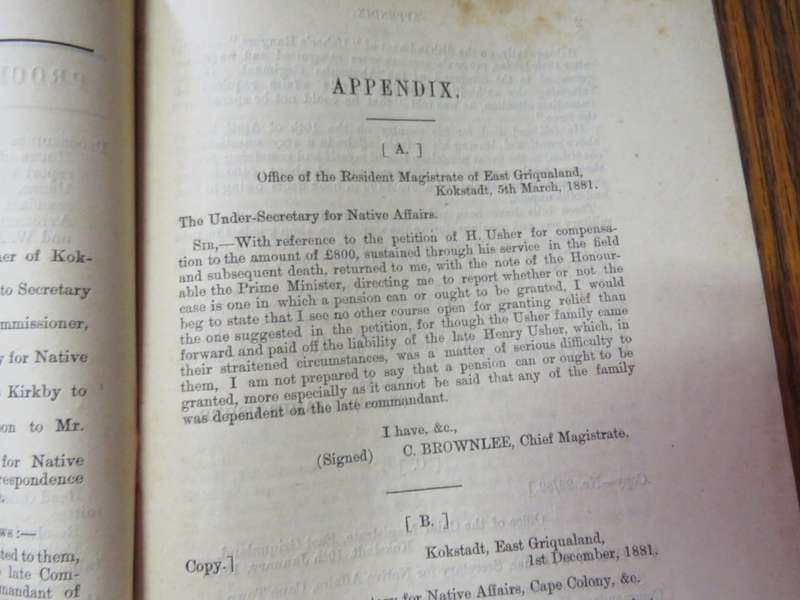 APPENDIX.
[ A. ]
Office of the Resident Magistrate of East Griqualand,
Kokstadt, 5th March, 1881.
The Under-Secretary for Native Affairs.
SIR,—With reference to the petition of H. Usher for compensa-
tion to the amount of £800, sustained through his service in the field
and subsequent death, returned to me, with the note of the Honour-
able the Prime Minister, directing me to report whether or not the
case is one in which a pension can or ought to be granted, I would
beg to state that I see no other course open for granting relief than
the one suggested in the petition, for though the Usher family came
forward and paid off the liability of the late Henry Usher, which, in
their straitened circumstances, was a matter of serious difficulty to
them, I am not prepared to say that a pension can or ought to be
granted, more especially as it cannot be said that any of the family
was dependent on the late commandant.
I have, &c.,
(Signed) C. BROWNLEE, Chief Magistrate.
[ B. ]
Copy.]
Kokstadt, East Griqualand,
1st December, 1881.
for Native Affairs, Cape Colony, &c.
er of Kok-
to Secretary
mmissioner,
y for Native
Kirkby to
on to Mr.
for Native
respondence
ws :—
ted to them,
late Com-
mandant of